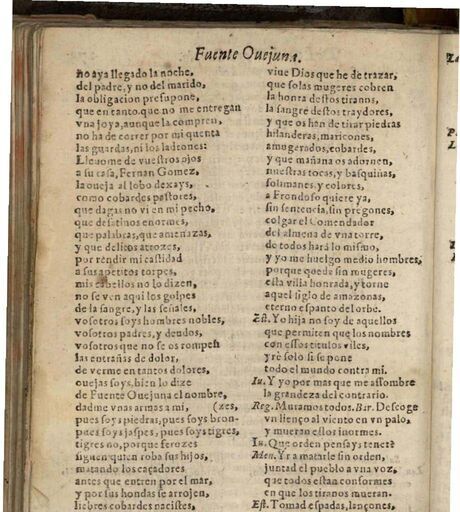 Fuente Ouejuna.
no aya llegado la noche,
del padre, y no del marido,
la obligacion presupone,
que en tanto que no me entregan
vna joya, aunque la compren,
no ha de correr por mi quenta
las guardas, ni los ladrones:
Lleuome de vuestros ojos
a su casa, Fernan Gomez,
la oueja al lobo dexays,
como cobardes pastores,
que dagas no vi en mi pecho,
que desatinos enormes,
que palabras, que amenazas,
y que delitos atrozes,
por rendir mi castidad
a sus apetitos torpes,
mis cabellos no lo dizen,
no se ven aqui los golpes
de la sangre, y las señales,
vosotros soys hombres nobles,
vosotros padres, y deudos,
vosotros que no se os rompen
las entrañas de dolor,
de verme en tantos dolores,
ouejas soys, bien lo dize
de Fuente Ouejuna el nombre,
dadme vnas armas a mi, (zes,
pues soys piedras, pues soys bron-
pues soys jaspes, pues soys tigres
tigres no, porque ferozes
siguen quien roba sus hijos,
matando los caçadores
antes que entren por el mar,
y por sus hondas se arrojen,
liebres cobardes nacistes,
viue Dios que he de trazar,
que solas mugeres cobren
la honra destos tiranos,
la sangre destos traydores,
y que os han de tirar piedras
hilanderas, maricones,
amugerados, cobardes,
y que mañana os adornen,
nuestras tocas, y basquiñas,
solimanes, y colores,
a Frondoso quiere ya,
sin sentencia, sin pregones,
colgar el Comendador
del almena de vna torre,
de todos hará lo mismo,
y yo me huelgo medio hombres,
porque quede sin mugeres,
esta villa honrada, y torne
aquel siglo de amazonas,
eterno espanto del orbe.
Est. Yo hija no soy de aquellos
que permiten que los nombres
con essos titulos viles,
yrè solo si se pone
todo el mundo contra mi.
Iu. Y yo por mas que me assombre
la grandeza del contrario.
Reg. Muramos todos. Bar. Descoge
vn lienço al viento en vn palo,
y mueran estos inormes.
Iu. Que orden pensays tenerè
Men. Yr a matarle sin orden,
juntad el pueblo a vna voz,
que todos estan conformes
en que los tiranos mueran.
Est. Tomad espadas, lançones,